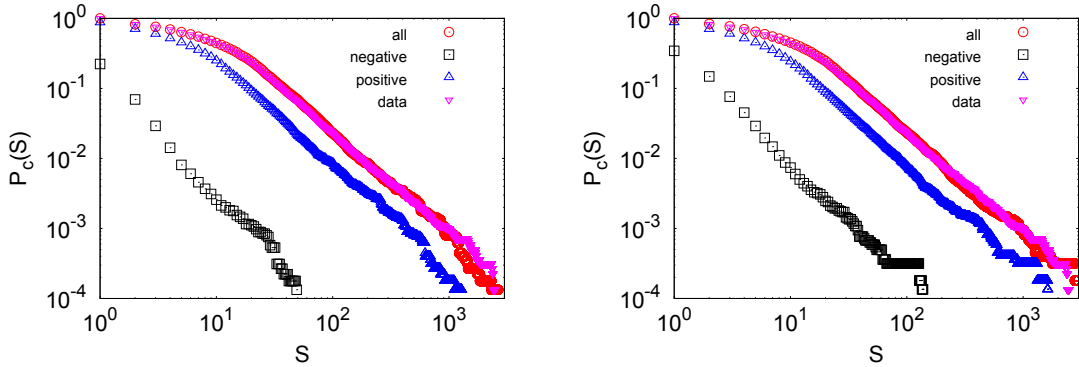 10^0
10^-1
10^-2
10^-3
10^-4
P_c(S)
10^0 10^1 10^2 10^3
S
all
negative
positive
data
10^0
10^-1
10^-2
10^-3
10^-4
P_c(S)
10^0 10^1 10^2 10^3
S
all
negative
positive
data